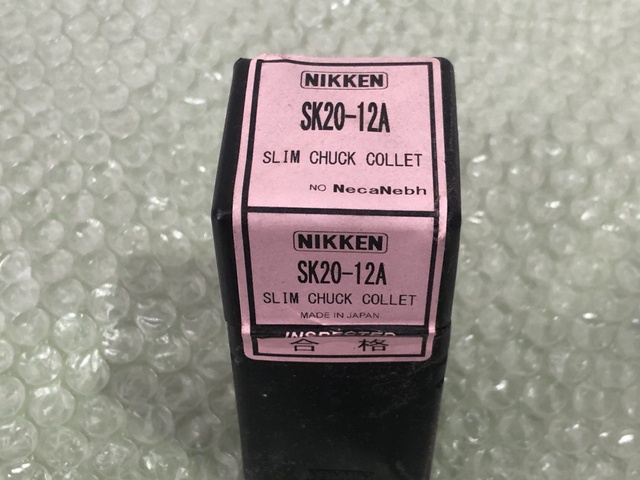 NIKKEN
SK20-12A
SLIM CHUCK COLLET
NO NecaNebh
NIKKEN
SK20-12A
SLIM CHUCK COLLET
MADE IN JAPAN
INSPECTED
合格